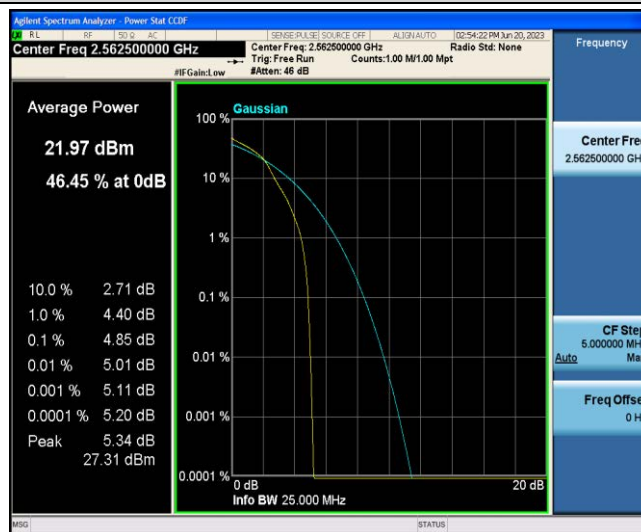 Agilent Spectrum Analyzer - Power Stat CCDF
RL RF 50 Ω AC SENSE:PULSE SOURCE OFF ALIGNAUTO 02:54:22 PM Jun 20, 2023
Center Freq 2.562500000 GHz
Center Freq: 2.562500000 GHz Radio Std: None
Trig: Free Run Counts:1.00 M/1.00 Mpt
#IFGain:Low #Atten: 46 dB
Frequency
Average Power
21.97 dBm
46.45 % at 0dB
10.0 % 2.71 dB
1.0 % 4.40 dB
0.1 % 4.85 dB
0.01 % 5.01 dB
0.001 % 5.11 dB
0.0001 % 5.20 dB
Peak 5.34 dB
27.31 dBm
Gaussian
100 %
10 %
1 %
0.1 %
0.01 %
0.001 %
0.0001 %
0 dB 20 dB
Info BW 25.000 MHz
Center Fre
2.562500000 GH
CF Step
5.000000 MH
Auto Ma
Freq Offse
0 H
MSG STATUS